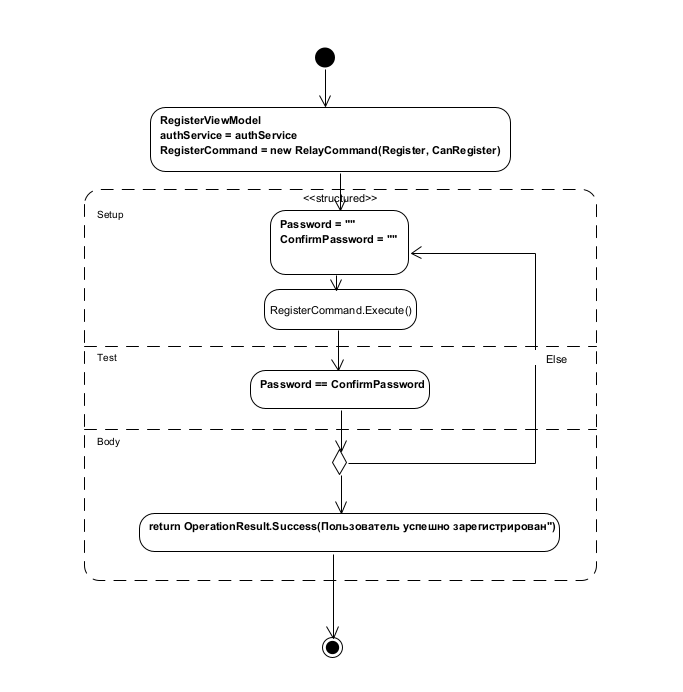 RegisterViewModel
authService = authService
RegisterCommand = new RelayCommand(Register, CanRegister)
<<structured>>
Setup
Password = ""
ConfirmPassword = ""
RegisterCommand.Execute()
Test
Else
Password == ConfirmPassword
Body
return OperationResult.Success(Пользователь успешно зарегистрирован")